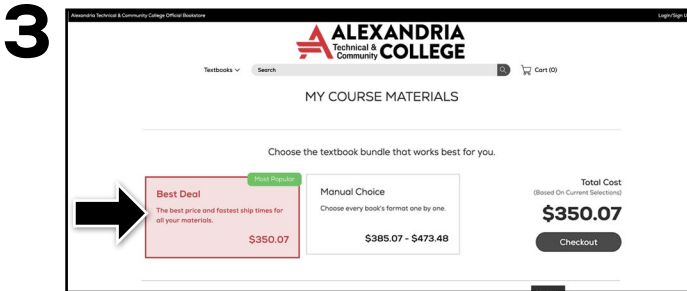 3
Alexandria Technical & Community College Official Bookstore
Login/Sign U
ALEXANDRIA
Technical &
Community COLLEGE
Textbooks
Search
Cart (0)
MY COURSE MATERIALS
Choose the textbook bundle that works best for you.
Most Popular
Best Deal
The best price and fastest ship times for
all your materials.
$350.07
Manual Choice
Choose every book's format one by one.
$385.07 - $473.48
Total Cost
(Based On Current Selections)
$350.07
Checkout